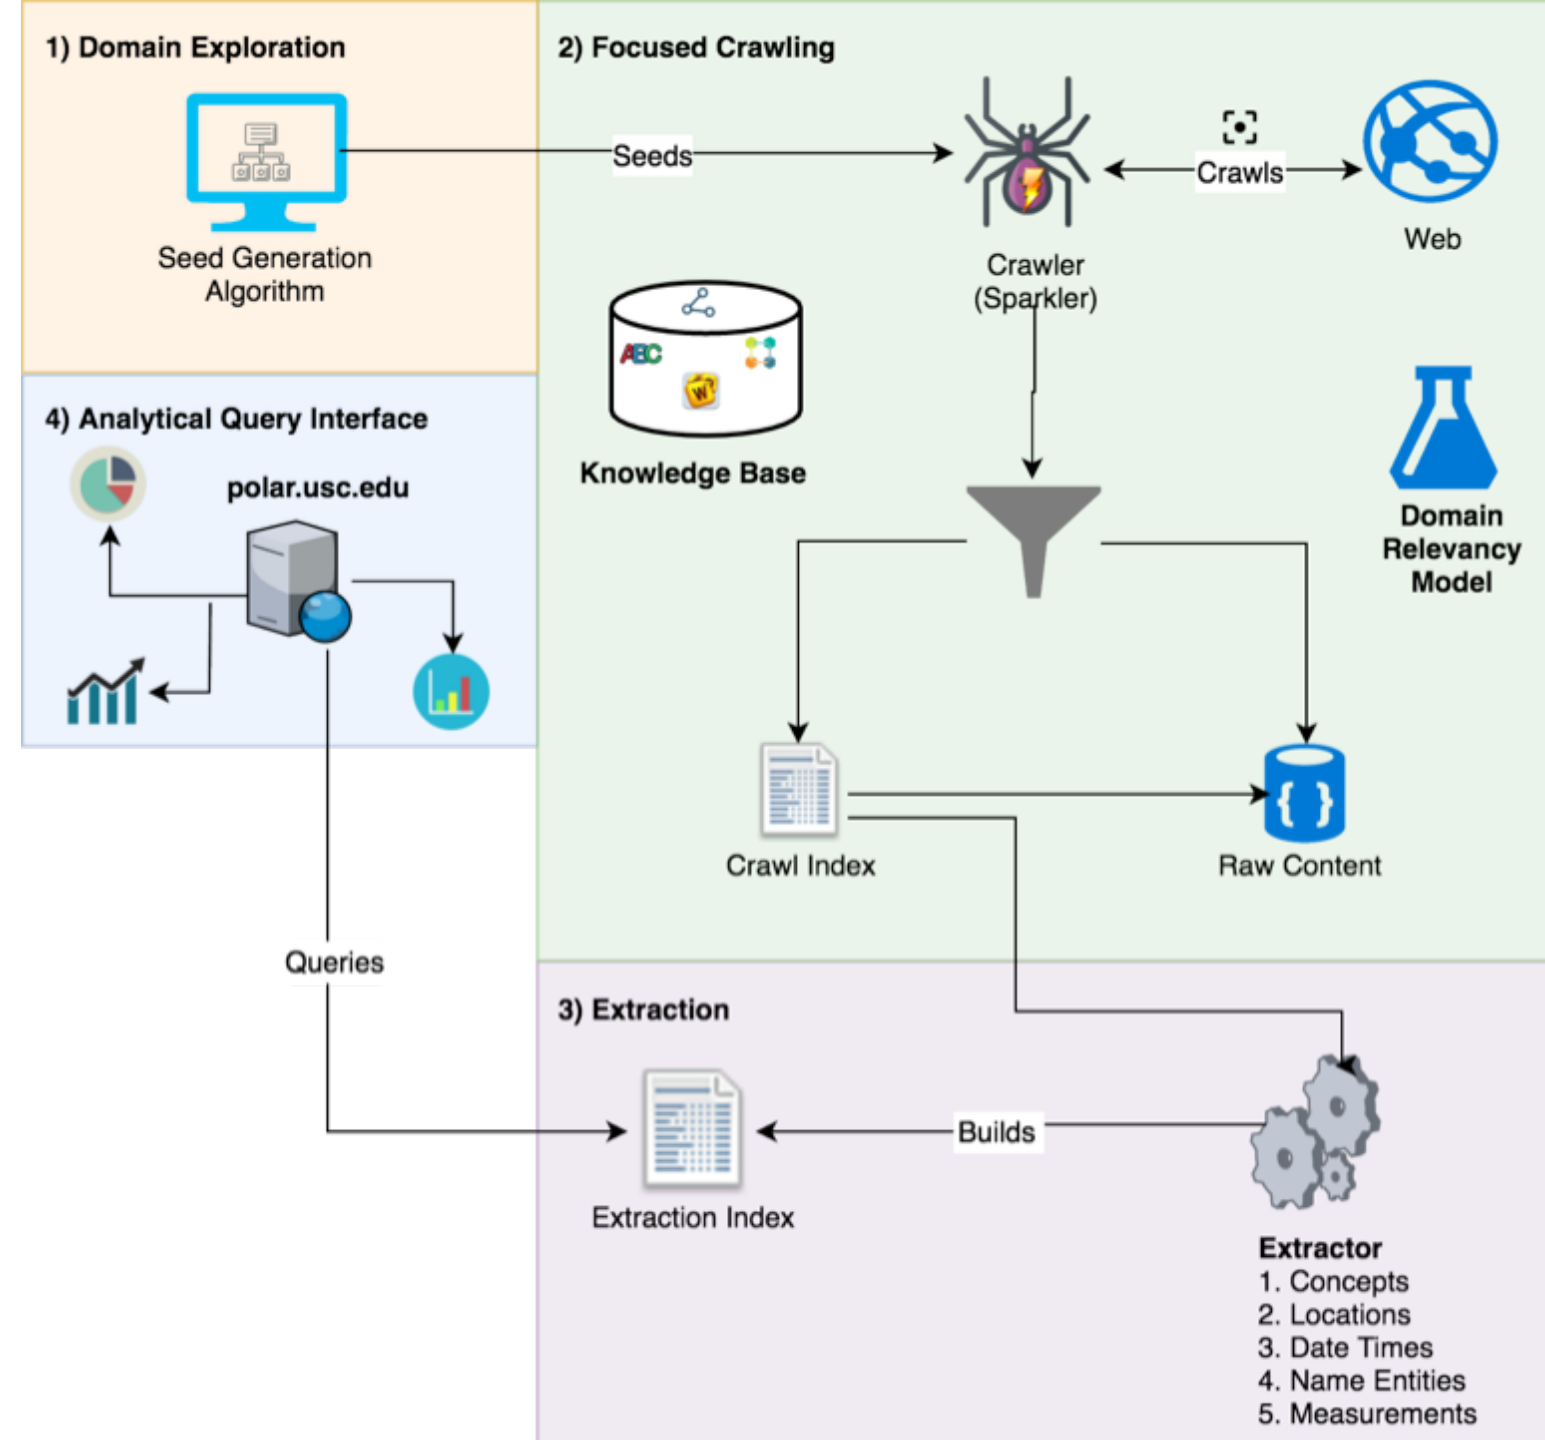 1) Domain Exploration
Seed Generation
Algorithm
2) Focused Crawling
Seeds
Crawls
Web
Crawler
(Sparkler)
ABC
W
Knowledge Base
Domain
Relevancy
Model
{ }
Crawl Index
Raw Content
4) Analytical Query Interface
polar.usc.edu
Queries
3) Extraction
Builds
Extraction Index
Extractor
1. Concepts
2. Locations
3. Date Times
4. Name Entities
5. Measurements